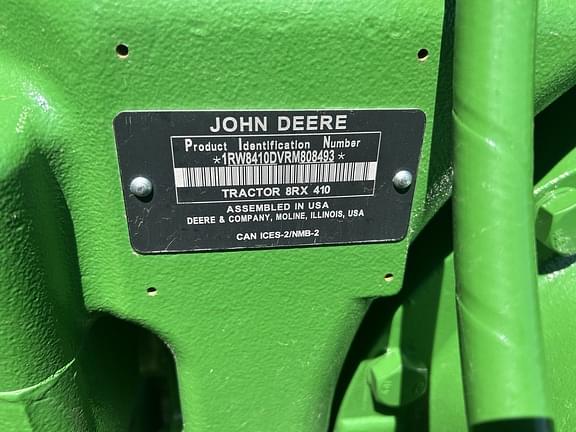 JOHN DEERE
Product Identification Number
*1RW8410DVRM808493*
TRACTOR 8RX 410
ASSEMBLED IN USA
DEERE & COMPANY, MOLINE, ILLINOIS, USA
CAN ICES-2/NMB-2